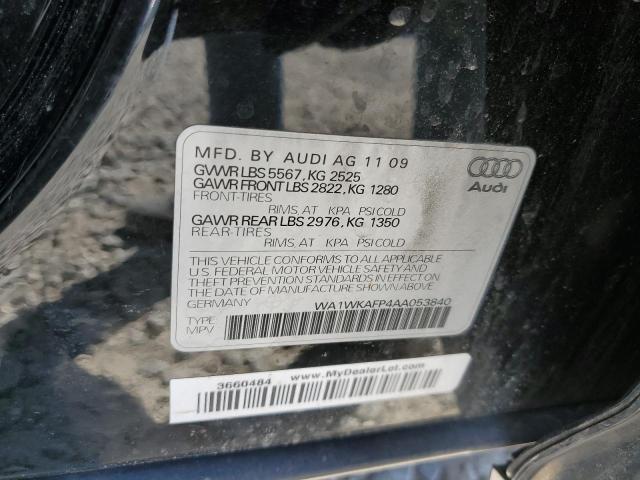 MFD. BY AUDI AG 11 09
GVWR LBS 5567, KG 2525
GAWR FRONT LBS 2822, KG 1280
FRONT-TIRES
RIMS, AT KPA PSI COLD
GAWR REAR LBS 2976, KG 1350
REAR-TIRES
RIMS, AT KPA PSI COLD
Audi
THIS VEHICLE CONFORMS TO ALL APPLICABLE
U.S. FEDERAL MOTOR VEHICLE SAFETY AND
THEFT PREVENTION STANDARDS IN EFFECT ON
THE DATE OF MANUFACTURE SHOWN ABOVE.
GERMANY
WA1WKAFP4AA053840
TYPE
MPV
3660484 www.MyDealerLot.com